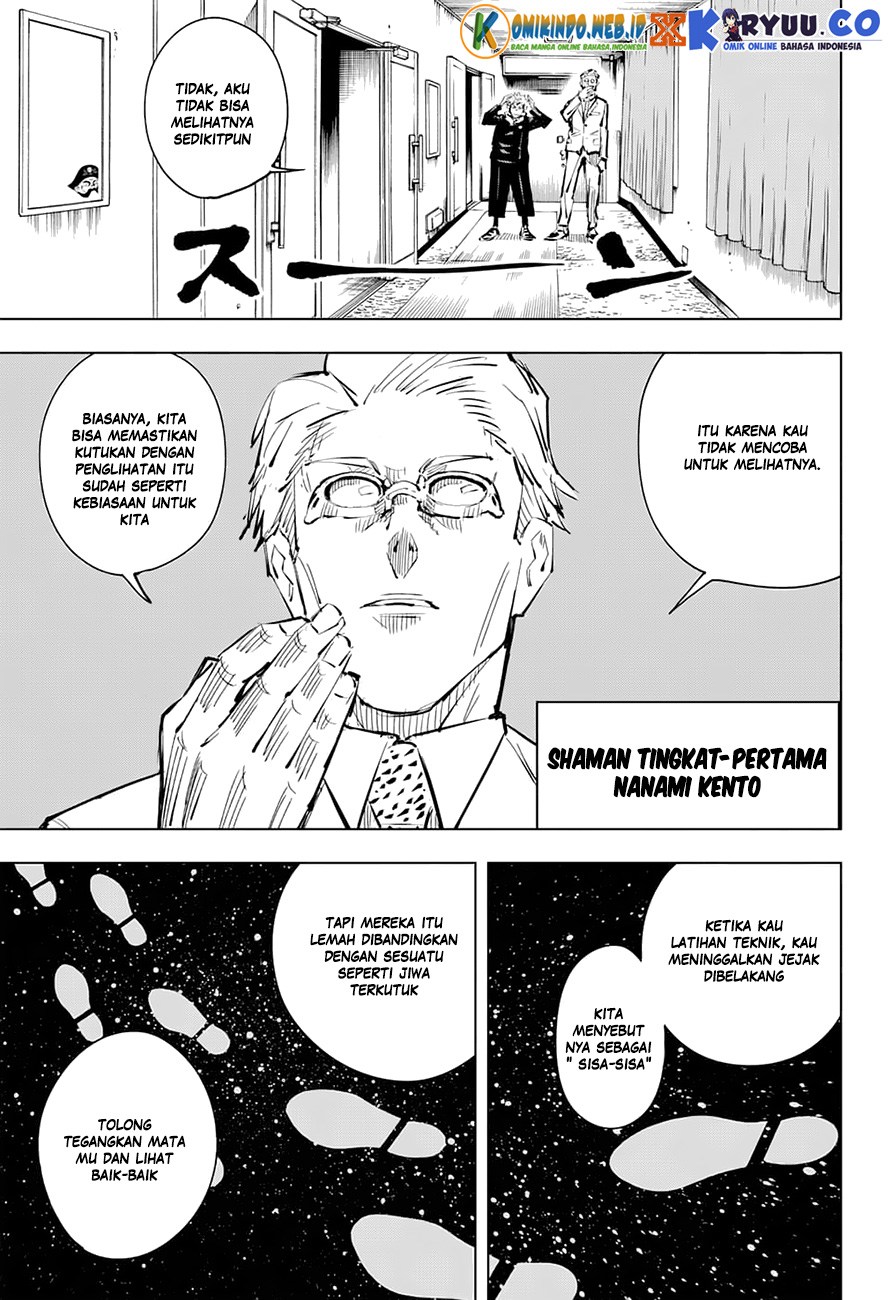 KOMIKINDO.WEB.ID
BACA MANGA ONLINE BAHASA INDONESIA
X
KIRYUU.CO
OMIK ONLINE BAHASA INDONESIA
TIDAK, AKU
TIDAK BISA
MELIHATNYA
SEDIKITPUN
スーン
ITU KARENA KAU
TIDAK MENCOBA
UNTUK MELIHATNYA.
BIASANYA, KITA
BISA MEMASTIKAN
KUTUKAN DENGAN
PENGLIHATAN ITU
SUDAH SEPERTI
KEBIASAAN UNTUK
KITA
SHAMAN TINGKAT-PERTAMA
NANAMI KENTO
KETIKA KAU
LATIHAN TEKNIK, KAU
MENINGGALKAN JEJAK
DIBELAKANG
KITA
MENYEBUT
NYA SEBAGAI
" SISA-SISA"
TAPI MEREKA ITU
LEMAH DIBANDINGKAN
DENGAN SESUATU
SEPERTI JIWA
TERKUTUK
TOLONG
TEGANGKAN MATA
MU DAN LIHAT
BAIK-BAIK